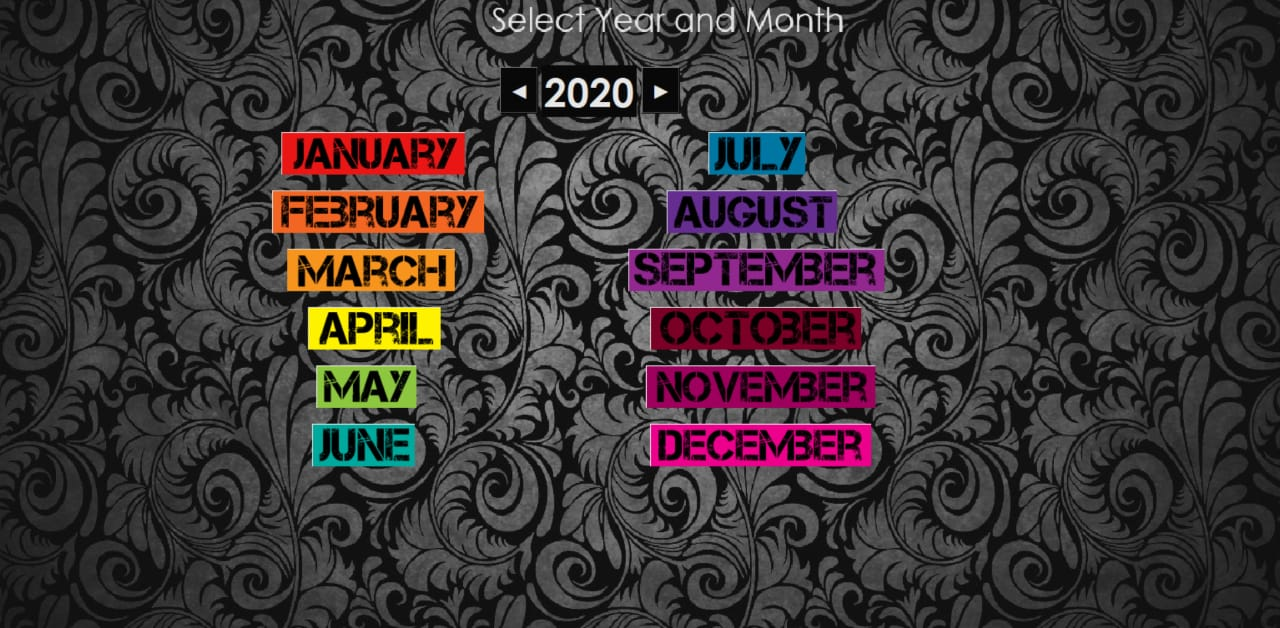 Select Year and Month
◄ 2020 ►
JANUARY
FEBRUARY
MARCH
APRIL
MAY
JUNE
JULY
AUGUST
SEPTEMBER
OCTOBER
NOVEMBER
DECEMBER